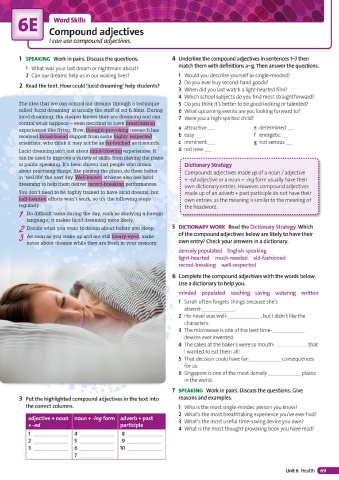 6E
Word Skills
Compound adjectives
I can use compound adjectives.
1 SPEAKING Work in pairs. Discuss the questions.
1 What was your last dream or nightmare about?
2 Can our dreams help us in our waking lives?
2 Read the text. How could 'lucid dreaming' help students?
The idea that we can control our dreams through a technique
called 'lucid dreaming' is usually the stuff of sci-fi films. During
lucid dreaming, the sleeper knows they are dreaming and can
control what happens – even deciding to have breathtaking
experiences like flying. Now, thought-provoking research has
received broad-based support from some highly respected
scientists, who think it may not be as far-fetched as it sounds.
Lucid dreaming isn't just about mind-blowing experiences. It
can be used to improve a variety of skills, from playing the piano
to public speaking. It's been shown that people who dream
about practising things, like playing the piano, do them better
in 'real life' the next day. Well-known athletes also use lucid
dreaming to help them deliver record-breaking performances.
You don't need to be highly trained to have lucid dreams, but
half-hearted efforts won't work, so try the following steps
regularly:
1 Do difficult tasks during the day, such as studying a foreign
language; it makes lucid dreaming more likely.
2 Decide what you want to dream about before you sleep.
3 As soon as you wake up and are still bleary-eyed, make
notes about dreams while they are fresh in your memory.
3 Put the highlighted compound adjectives in the text into
the correct columns.
adjective + noun + -ed
noun + -ing form
adverb + past participle
1
2
3
4
5
6
7
8
9
10
4 Underline the compound adjectives in sentences 1–7 then
match them with definitions a–g. Then answer the questions.
1 Would you describe yourself as single-minded?
2 Do you ever buy second-hand goods?
3 When did you last watch a light-hearted film?
4 Which school subjects do you find most straightforward?
5 Do you think it's better to be good-looking or talented?
6 What upcoming events are you looking forward to?
7 Were you a high-spirited child?
a attractive
b easy
c imminent
d not new
e determined
f energetic
g not serious
Dictionary Strategy
Compounds adjectives made up of a noun / adjective
+ -ed adjective or a noun + -ing form usually have their
own dictionary entries. However, compound adjectives
made up of an adverb + past participle do not have their
own entries, as the meaning is similar to the meaning of
the headword.
5 DICTIONARY WORK Read the Dictionary Strategy. Which
of the compound adjectives below are likely to have their
own entry? Check your answers in a dictionary.
densely populated English-speaking
light-hearted much-needed old-fashioned
record-breaking well-respected
6 Complete the compound adjectives with the words below.
Use a dictionary to help you.
minded populated reaching saving watering written
1 Sarah often forgets things because she's
absent-
2 His novel was well-, but I didn't like the
characters.
3 The microwave is one of the best time-
devices ever invented.
4 The cakes at the baker's were so mouth- that
I wanted to eat them all!
5 That decision could have far- consequences
for us.
6 Singapore is one of the most densely places
in the world.
7 SPEAKING Work in pairs. Discuss the questions. Give
reasons and examples.
1 Who is the most single-minded person you know?
2 What's the most breathtaking experience you've ever had?
3 What's the most useful time-saving device you own?
4 What is the most thought-provoking book you have read?
Unit 6 Health 69